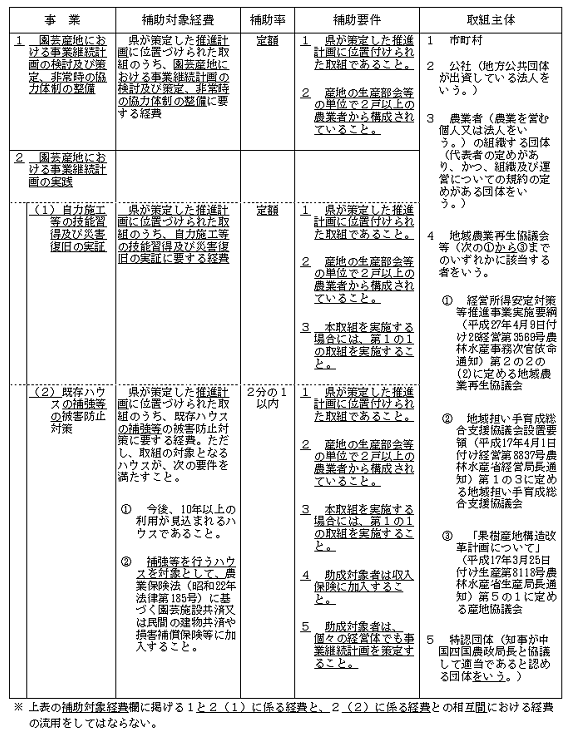 事　業
補助対象経費
補助率
補助要件
取組主体
1　園芸産地にお
ける事業継続計
画の検討及び策
定、非常時の協
力体制の整備
県が策定した推進計
画に位置付けられた取
組のうち、園芸産地に
おける事業継続計画の
検討及び策定、非常時
の協力体制の整備に要
する経費
定額
1　県が策定した推進
計画に位置付けられ
た取組であること。
2　産地の生産部会等
の単位で2戸以上の
農業者から構成され
ていること。
2　園芸産地にお
ける事業継続計
画の実践
(1)自力施工
等の技能習
得及び災害
復旧の実証
県が策定した推進計
画に位置づけられた取
組のうち、自力施工等
の技能習得及び災害復
旧の実証に要する経費
定額
1　県が策定した推進
計画に位置付けられ
た取組であること。
2　産地の生産部会等
の単位で2戸以上の
農業者から構成され
ていること。
3　本取組を実施する
場合には、第1の1
の取組を実施するこ
と。
(2)既存ハウ
スの補強等
の被害防止
対策
県が策定した推進計
画に位置づけられた取
組のうち、既存ハウス
の補強等の被害防止対
策に要する経費。ただ
し、取組の対象となる
ハウスが、次の要件を
満たすこと。
①　今後、10年以上の
利用が見込まれるハ
ウスであること。
②　補強等を行うハウ
スを対象として、農
業保険法（昭和22年
法律第185号）に基
づく園芸施設共済又
は民間の建物共済や
損害補償保険等に加
入すること。
2分の1
以内
1　県が策定した推進
計画に位置付けられ
た取組であること。
2　産地の生産部会等
の単位で2戸以上の
農業者から構成され
ていること。
3　本取組を実施する
場合には、第1の1
の取組を実施するこ
と。
4　助成対象者は収入
保険に加入するこ
と。
5　助成対象者は、
個々の経営体でも事
業継続計画を策定す
ること。
1　市町村
2　公社（地方公共団体
が出資している法人を
いう。）
3　農業者（農業を営む
個人又は法人をい
う。）の組織する団体
（代表者の定めがあ
り、かつ、組織及び運
営についての規約の定
めがある団体をい
う。）
4　地域農業再生協議会
等（次の①から③まで
のいずれかに該当する
者をいう。
①　経営所得安定対策
等推進事業実施要綱
（平成27年4月9日付
け26経営第3569号農
林水産事務次官依命
通知）第2の2の
(2)に定める地域農
業再生協議会
②　地域担い手育成総
合支援協議会設置要
領（平成17年4月1日
付け経営第8837号農
林水産省経営局長通
知）第1の3に定め
る地域担い手育成総
合支援協議会
③　「果樹産地構造改
革計画について」
（平成17年3月25日
付け生産第8118号農
林水産省生産局長通
知）第5の1に定め
る産地協議会
5　特認団体（知事が中
国四国農政局長と協議
して適当であると認め
る団体をいう。）
※　上表の補助対象経費欄に掲げる1と2（1）に係る経費と、2（2）に係る経費との相互間における経費
の流用をしてはならない。